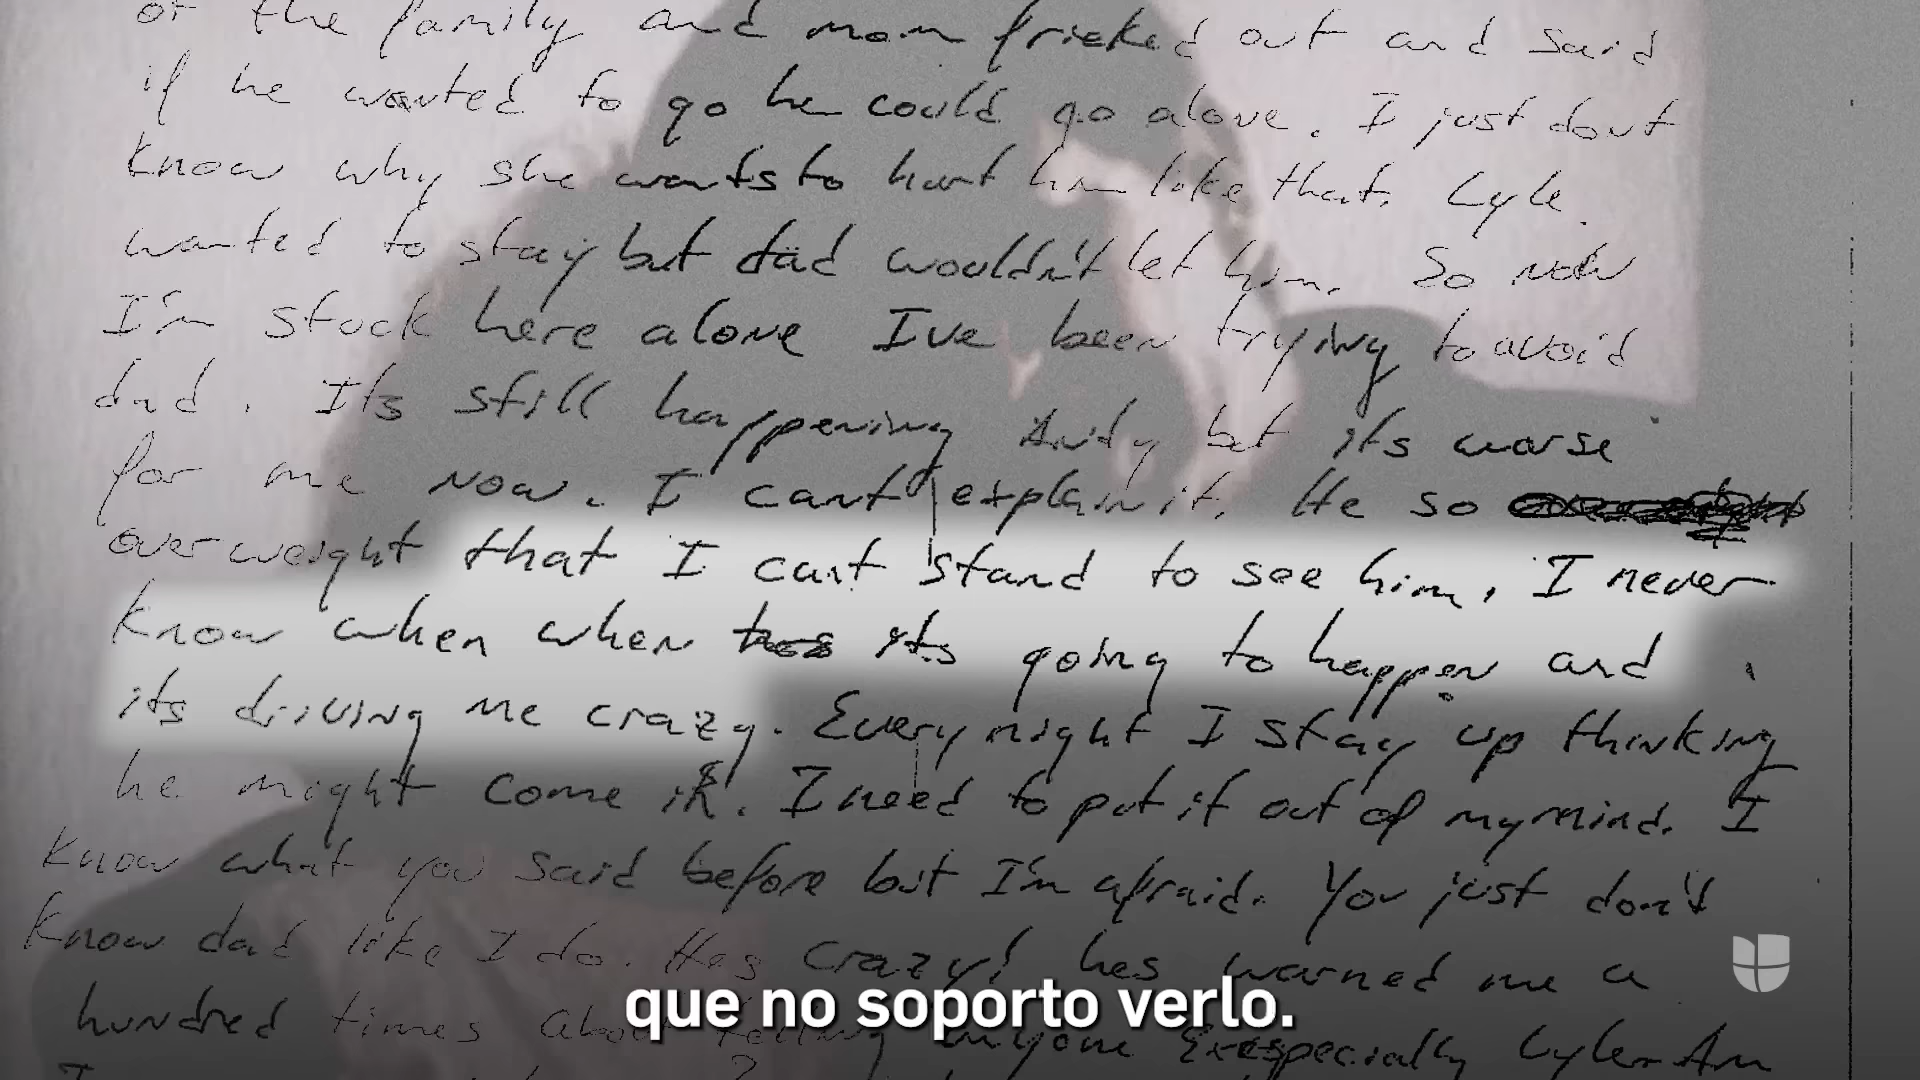 of the family and mom frieked out and said
if he wanted to go he could go alone. I just dont
know why she wants to hurt him like that. Lyle
wanted to stay but dad wouldn't let him. So now
I'm stuck here alone Ive been trying to avoid
dad. Its still happening Andy but its worse
for me now. I cant explain it. He so
overweight that I cant stand to see him. I never
know when when its going to happen and
its driving me crazy. Every night I stay up thinking
he might come in. I need to put it out of my mind. I
know what you said before but I'm afraid. You just don't
know dad like I do. Hes crazy! hes warned me a
hundred times about telling anyone Exespecially Lyle. Am
I
que no soporto verlo.